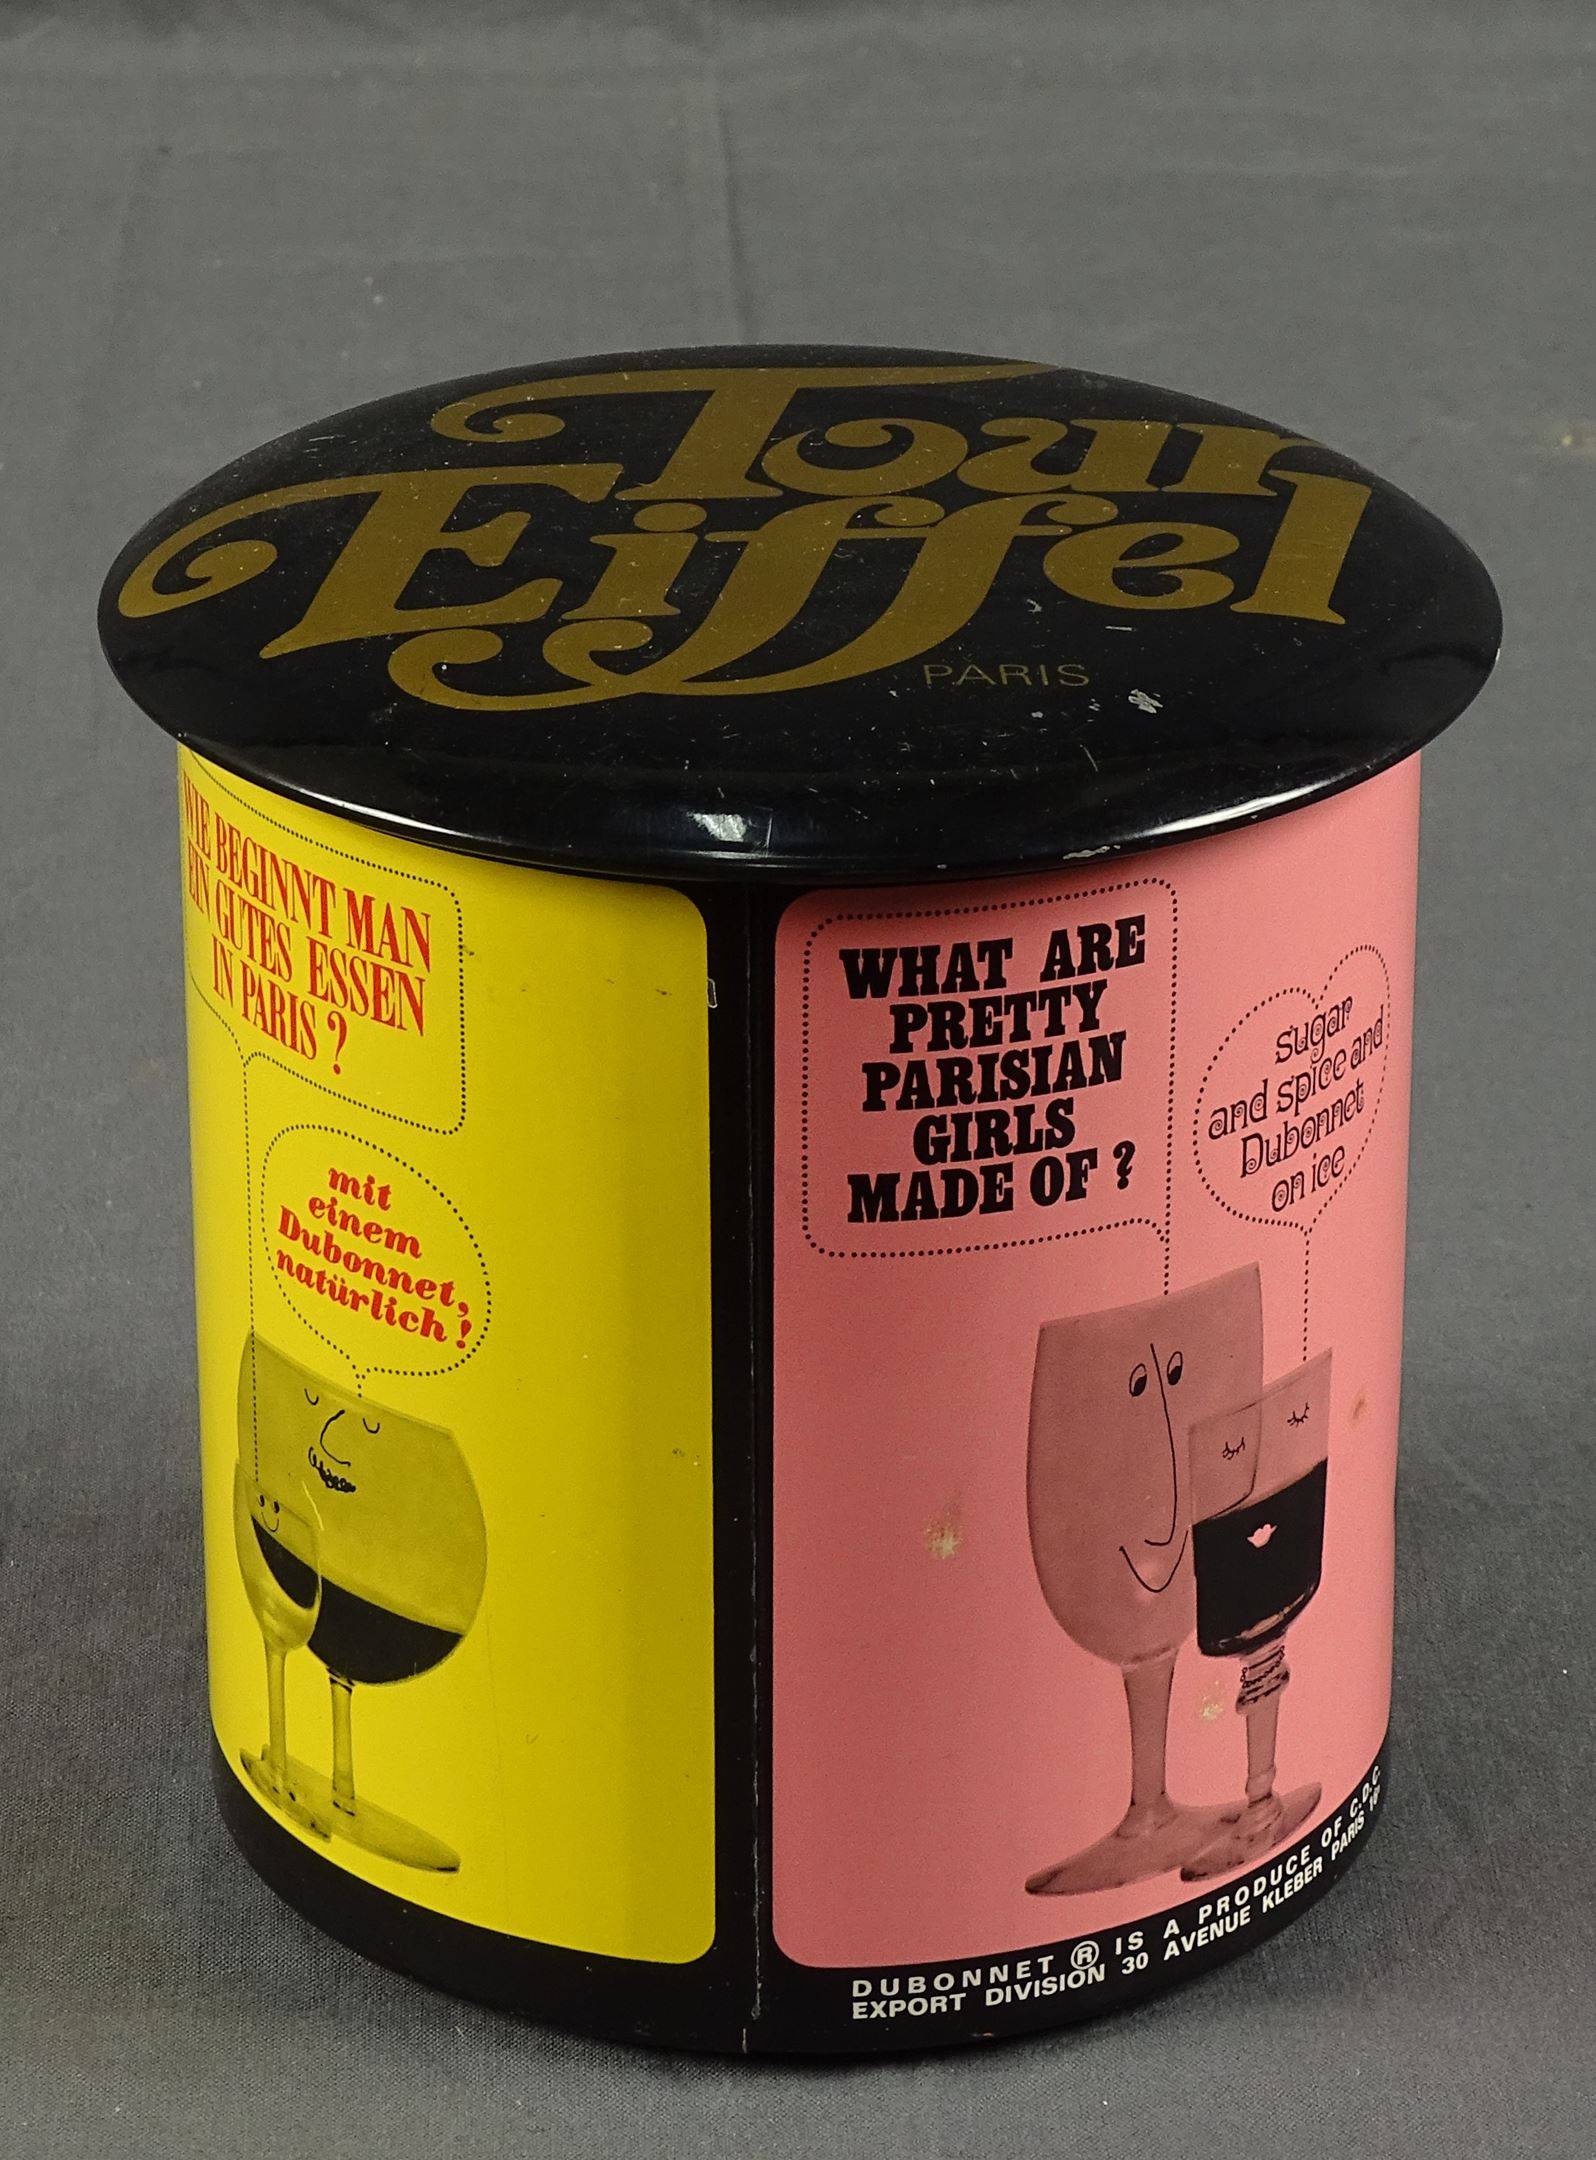 Tour
Eiffel
PARIS
WIE BEGINNT MAN
EIN GUTES ESSEN
IN PARIS ?
mit
einem
Dubonnet,
natürlich !
WHAT ARE
PRETTY
PARISIAN
GIRLS
MADE OF ?
sugar
and spice and
Dubonnet
on ice
DUBONNET ® IS A PRODUCE OF C.D.C.
EXPORT DIVISION 30 AVENUE KLEBER PARIS 16e